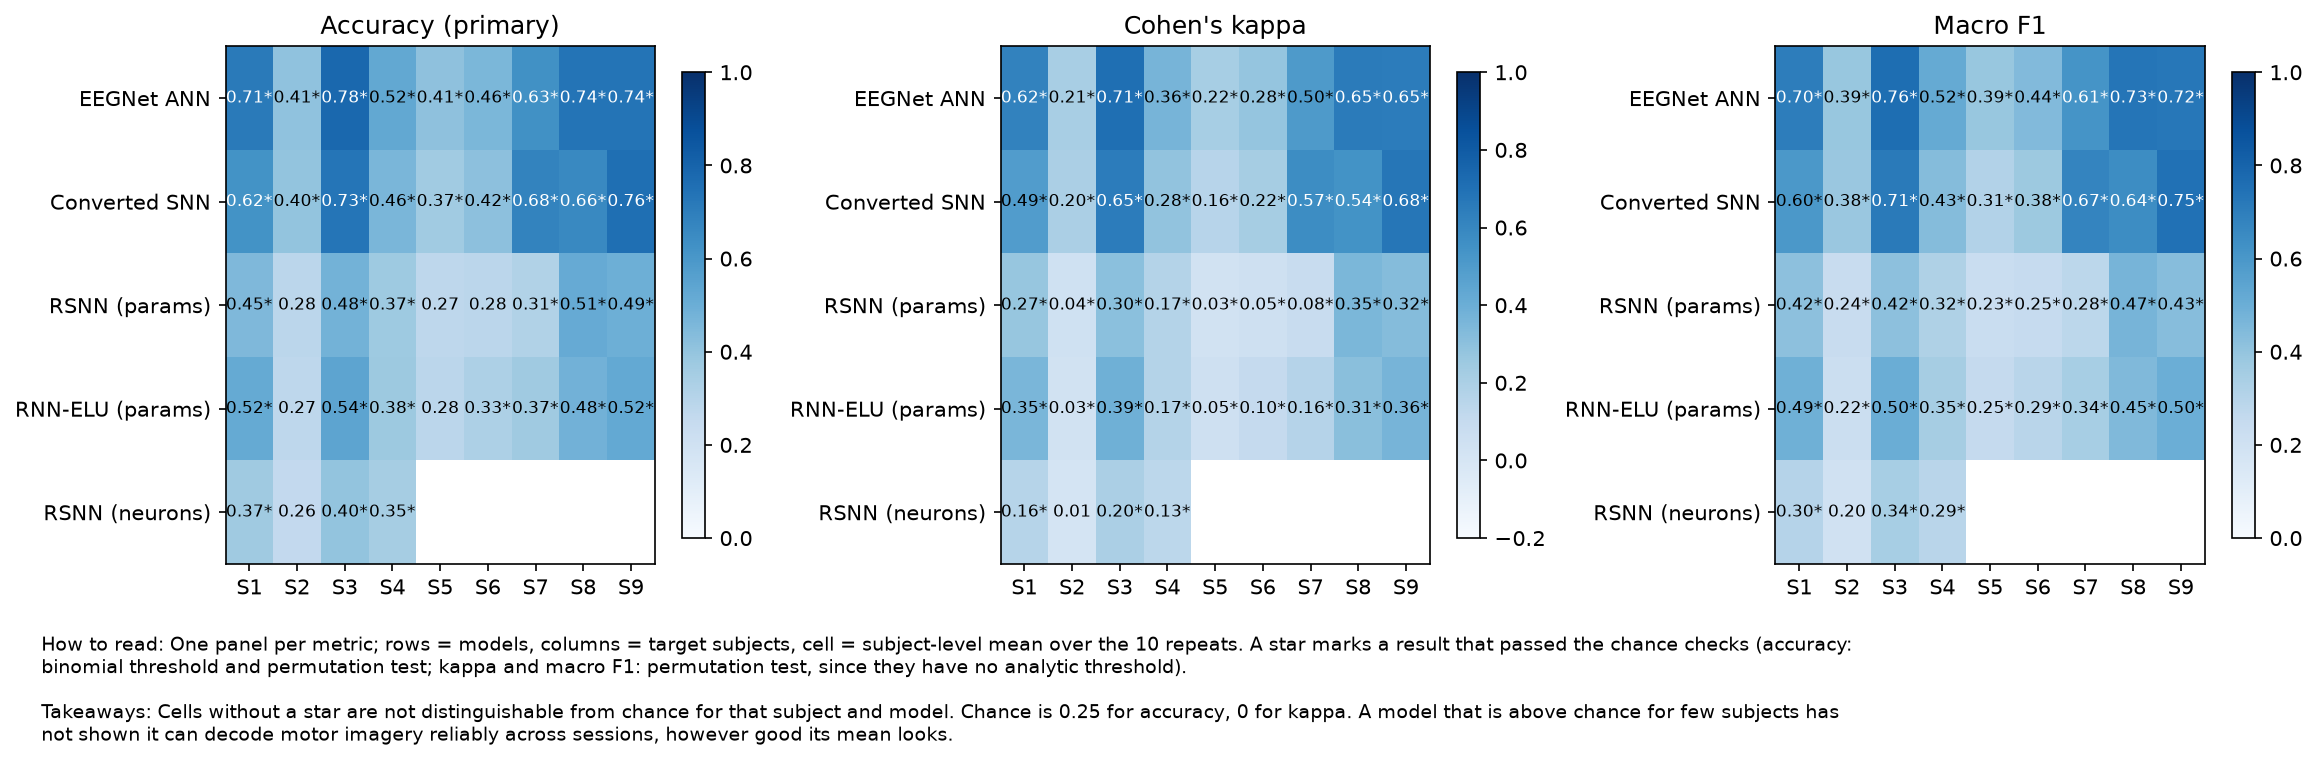 Accuracy (primary)
EEGNet ANN 0.71* 0.41* 0.78* 0.52* 0.41* 0.46* 0.63* 0.74* 0.74*
Converted SNN 0.62* 0.40* 0.73* 0.46* 0.37* 0.42* 0.68* 0.66* 0.76*
RSNN (params) 0.45* 0.28 0.48* 0.37* 0.27 0.28 0.31* 0.51* 0.49*
RNN-ELU (params) 0.52* 0.27 0.54* 0.38* 0.28 0.33* 0.37* 0.48* 0.52*
RSNN (neurons) 0.37* 0.26 0.40* 0.35*
S1 S2 S3 S4 S5 S6 S7 S8 S9
1.0
0.8
0.6
0.4
0.2
0.0
Cohen's kappa
EEGNet ANN 0.62* 0.21* 0.71* 0.36* 0.22* 0.28* 0.50* 0.65* 0.65*
Converted SNN 0.49* 0.20* 0.65* 0.28* 0.16* 0.22* 0.57* 0.54* 0.68*
RSNN (params) 0.27* 0.04* 0.30* 0.17* 0.03* 0.05* 0.08* 0.35* 0.32*
RNN-ELU (params) 0.35* 0.03* 0.39* 0.17* 0.05* 0.10* 0.16* 0.31* 0.36*
RSNN (neurons) 0.16* 0.01 0.20* 0.13*
S1 S2 S3 S4 S5 S6 S7 S8 S9
1.0
0.8
0.6
0.4
0.2
0.0
−0.2
Macro F1
EEGNet ANN 0.70* 0.39* 0.76* 0.52* 0.39* 0.44* 0.61* 0.73* 0.72*
Converted SNN 0.60* 0.38* 0.71* 0.43* 0.31* 0.38* 0.67* 0.64* 0.75*
RSNN (params) 0.42* 0.24* 0.42* 0.32* 0.23* 0.25* 0.28* 0.47* 0.43*
RNN-ELU (params) 0.49* 0.22* 0.50* 0.35* 0.25* 0.29* 0.34* 0.45* 0.50*
RSNN (neurons) 0.30* 0.20 0.34* 0.29*
S1 S2 S3 S4 S5 S6 S7 S8 S9
1.0
0.8
0.6
0.4
0.2
0.0
How to read: One panel per metric; rows = models, columns = target subjects, cell = subject-level mean over the 10 repeats. A star marks a result that passed the chance checks (accuracy:
binomial threshold and permutation test; kappa and macro F1: permutation test, since they have no analytic threshold).
Takeaways: Cells without a star are not distinguishable from chance for that subject and model. Chance is 0.25 for accuracy, 0 for kappa. A model that is above chance for few subjects has
not shown it can decode motor imagery reliably across sessions, however good its mean looks.